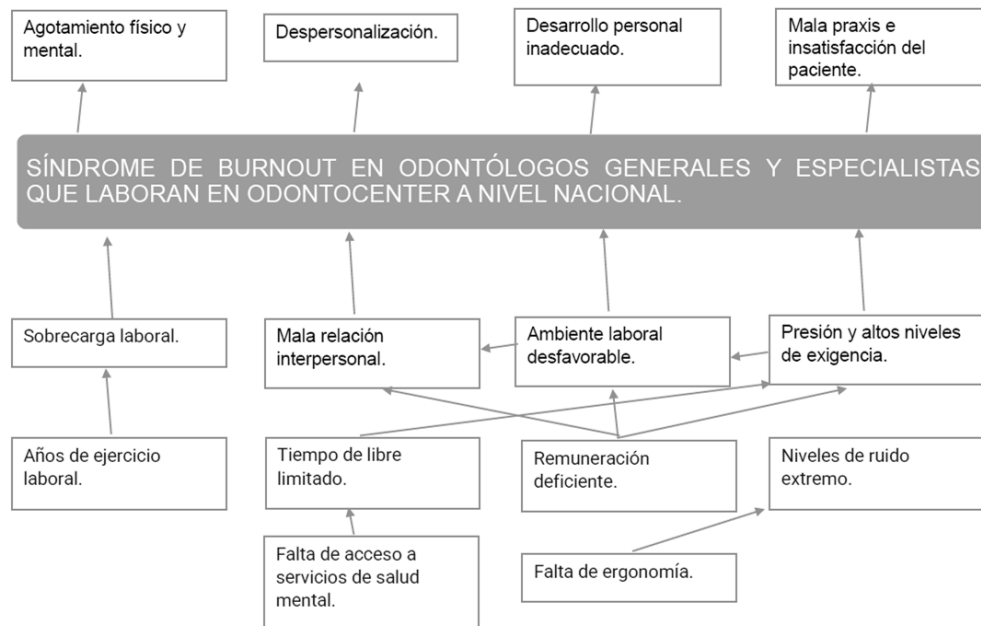 Agotamiento físico y
mental.
Despersonalización.
Desarrollo personal
inadecuado.
Mala praxis e
insatisfacción del
paciente.
SÍNDROME DE BURNOUT EN ODONTÓLOGOS GENERALES Y ESPECIALISTAS
QUE LABORAN EN ODONTOCENTER A NIVEL NACIONAL.
Sobrecarga laboral.
Mala relación
interpersonal.
Ambiente laboral
desfavorable.
Presión y altos niveles
de exigencia.
Años de ejercicio
laboral.
Tiempo de libre
limitado.
Remuneración
deficiente.
Niveles de ruido
extremo.
Falta de acceso a
servicios de salud
mental.
Falta de ergonomía.